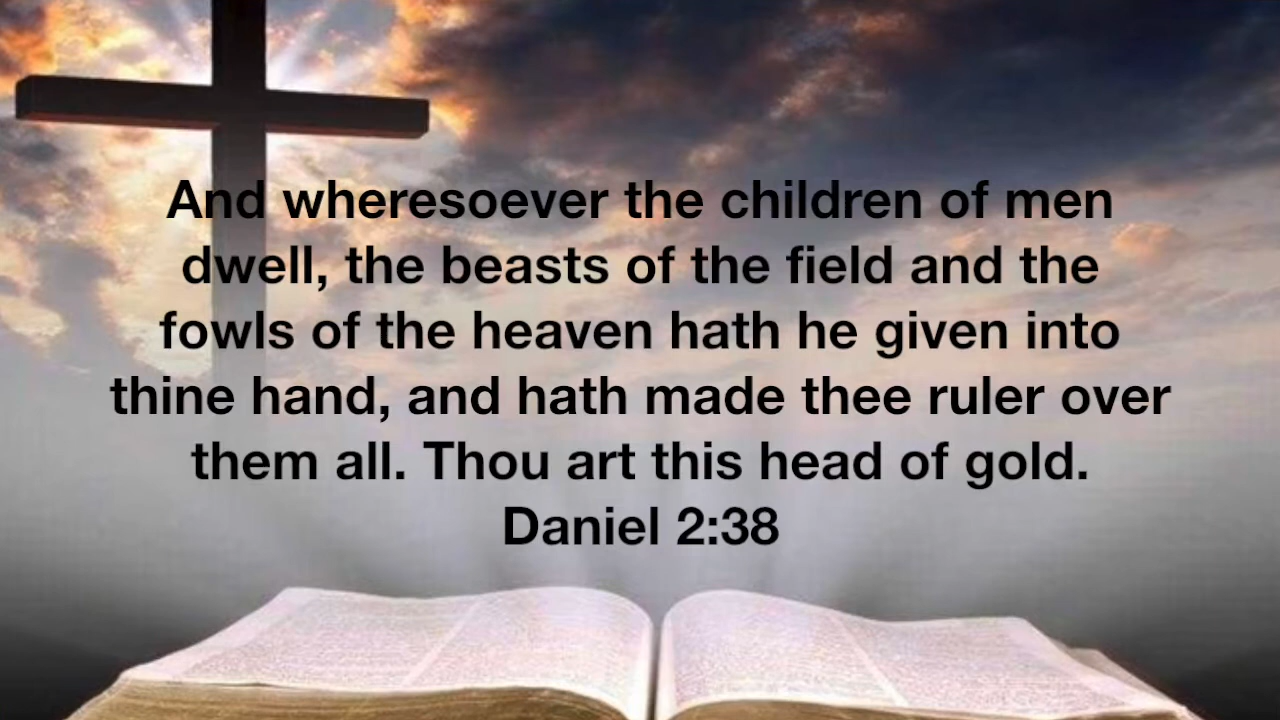 And wheresoever the children of men
dwell, the beasts of the field and the
fowls of the heaven hath he given into
thine hand, and hath made thee ruler over
them all. Thou art this head of gold.
Daniel 2:38